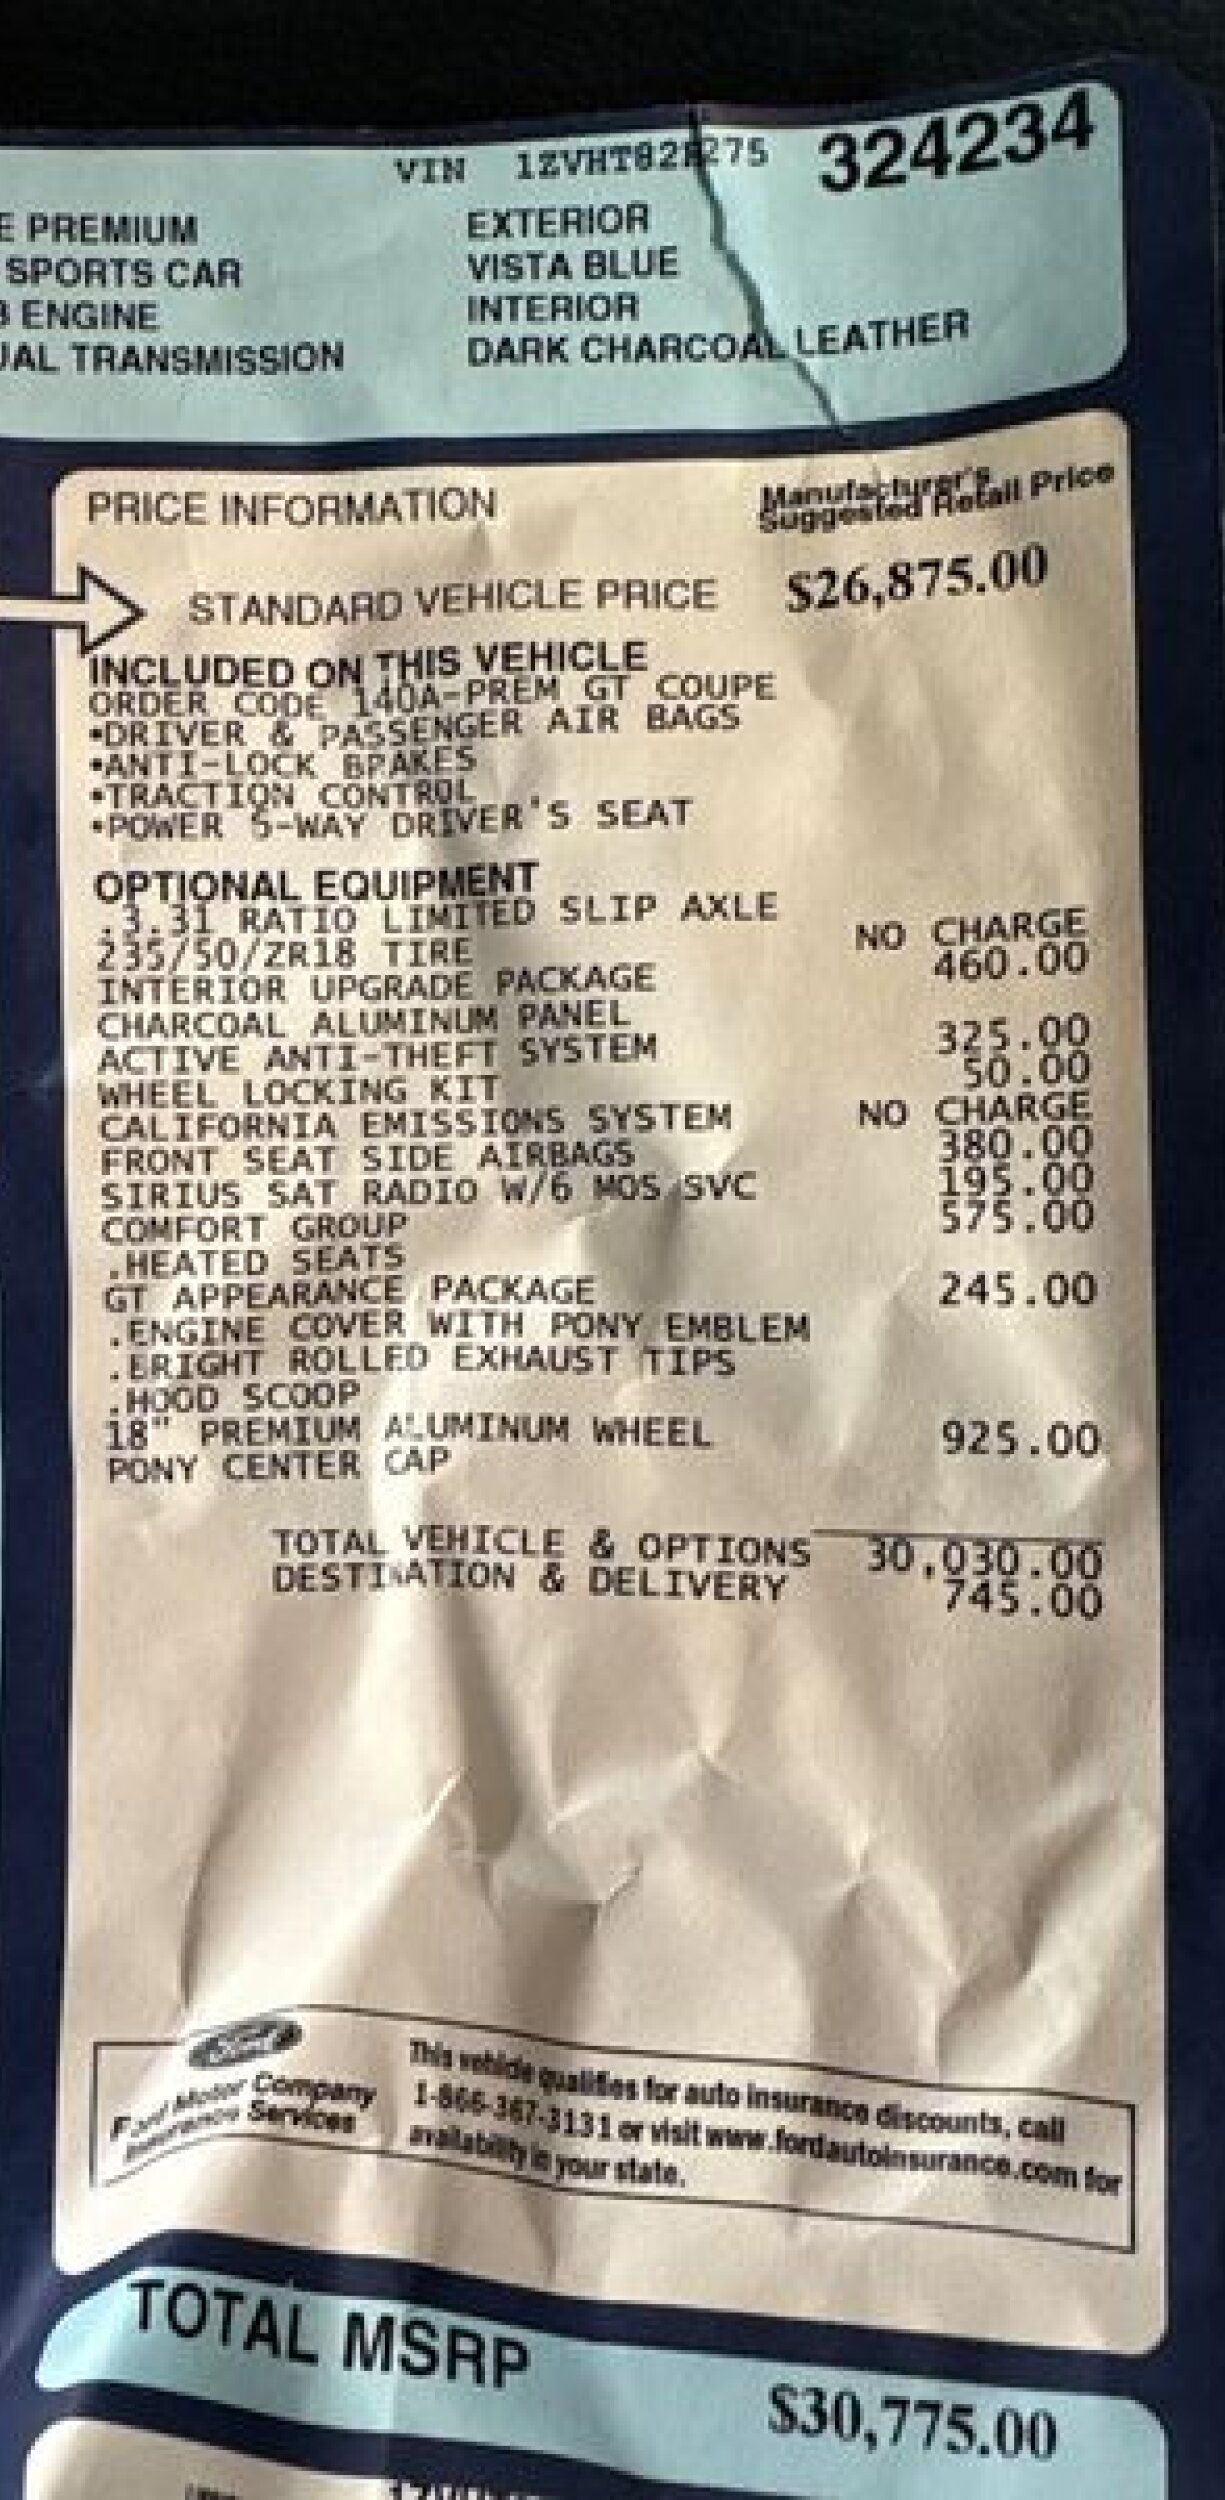 VIN 1ZVHT82 275 324234
E PREMIUM
SPORTS CAR
ENGINE
UAL TRANSMISSION
EXTERIOR
VISTA BLUE
INTERIOR
DARK CHARCOAL LEATHER
PRICE INFORMATION
Manufacturer's
Suggested Retail Price
STANDARD VEHICLE PRICE $26,875.00
INCLUDED ON THIS VEHICLE
ORDER CODE 140A-PREM GT COUPE
•DRIVER & PASSENGER AIR BAGS
•ANTI-LOCK BRAKES
•TRACTION CONTROL
•POWER 5-WAY DRIVER'S SEAT
OPTIONAL EQUIPMENT
.3.31 RATIO LIMITED SLIP AXLE
235/50/ZR18 TIRE NO CHARGE
INTERIOR UPGRADE PACKAGE 460.00
CHARCOAL ALUMINUM PANEL
ACTIVE ANTI-THEFT SYSTEM 325.00
WHEEL LOCKING KIT 50.00
CALIFORNIA EMISSIONS SYSTEM NO CHARGE
FRONT SEAT SIDE AIRBAGS 380.00
SIRIUS SAT RADIO W/6 MOS SVC 195.00
COMFORT GROUP 575.00
.HEATED SEATS
GT APPEARANCE PACKAGE 245.00
.ENGINE COVER WITH PONY EMBLEM
.BRIGHT ROLLED EXHAUST TIPS
.HOOD SCOOP
18" PREMIUM ALUMINUM WHEEL 925.00
PONY CENTER CAP
TOTAL VEHICLE & OPTIONS 30,030.00
DESTINATION & DELIVERY 745.00
Ford
Ford Motor Company
Insurance Services
This vehicle qualifies for auto insurance discounts, call
1-866-367-3131 or visit www.fordautoinsurance.com for
availability in your state.
TOTAL MSRP $30,775.00